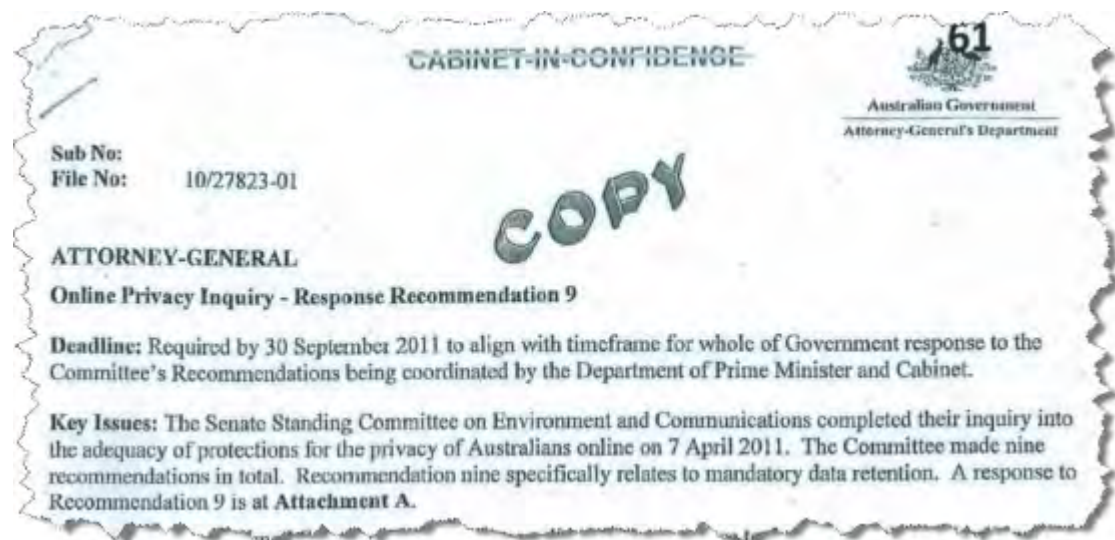 CABINET-IN-CONFIDENCE
61
Australian Government
Attorney-General's Department
Sub No:
File No: 10/27823-01
COPY
ATTORNEY-GENERAL
Online Privacy Inquiry - Response Recommendation 9
Deadline: Required by 30 September 2011 to align with timeframe for whole of Government response to the
Committee's Recommendations being coordinated by the Department of Prime Minister and Cabinet.
Key Issues: The Senate Standing Committee on Environment and Communications completed their inquiry into
the adequacy of protections for the privacy of Australians online on 7 April 2011. The Committee made nine
recommendations in total. Recommendation nine specifically relates to mandatory data retention. A response to
Recommendation 9 is at Attachment A.